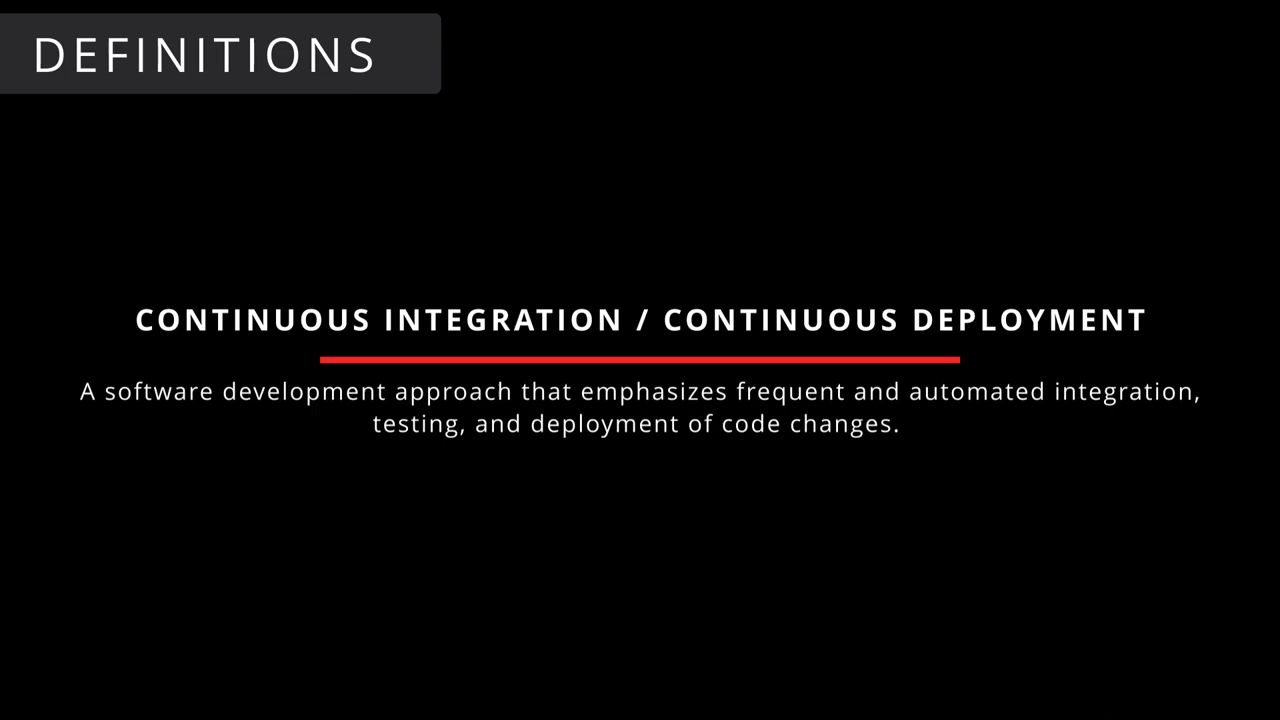 DEFINITIONS
CONTINUOUS INTEGRATION / CONTINUOUS DEPLOYMENT
A software development approach that emphasizes frequent and automated integration,
testing, and deployment of code changes.